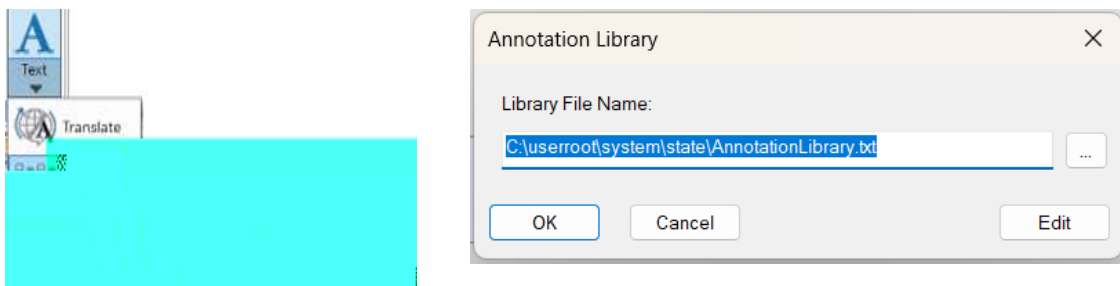 Text
Translate
Annotation Library
Library File Name:
C:\userroot\system\state\AnnotationLibrary.txt
...
OK
Cancel
Edit